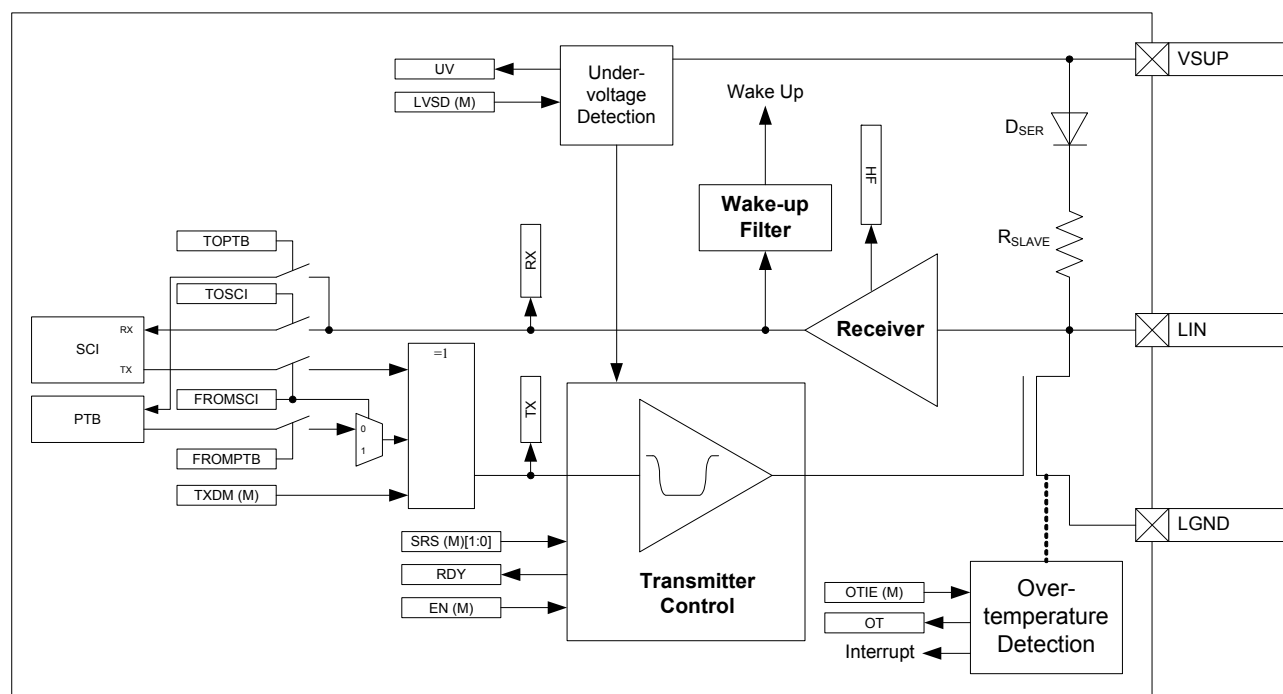 VSUP
UV
LVSD (M)
Under-
voltage
Detection
Wake Up
DSER
HF
Wake-up
Filter
RSLAVE
TOPTB
RX
TOSCI
RX
SCI
TX
=1
Receiver
LIN
FROMSCI
TX
PTB
0
1
FROMPTB
TXDM (M)
SRS (M)[1:0]
RDY
EN (M)
Transmitter
Control
LGND
OTIE (M)
OT
Interrupt
Over-
temperature
Detection